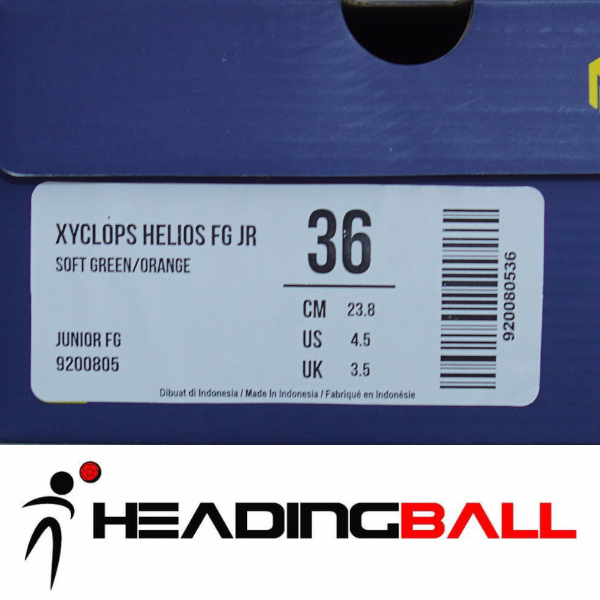 XYCLOPS HELIOS FG JR
SOFT GREEN/ORANGE
JUNIOR FG
9200805
36
CM 23.8
US 4.5
UK 3.5
920080536
Dibuat di Indonesia / Made In Indonesia / Fabriqué en Indonésie
HEADINGBALL